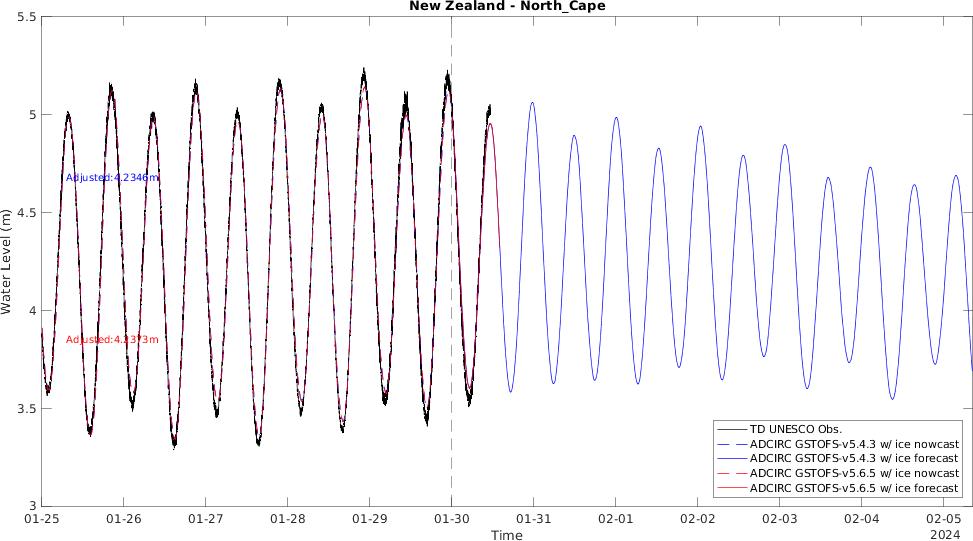 New Zealand - North_Cape
5.5
5
4.5
4
3.5
3
Water Level (m)
Adjusted:4.2346m
Adjusted:4.2373m
TD UNESCO Obs.
ADCIRC GSTOFS-v5.4.3 w/ ice nowcast
ADCIRC GSTOFS-v5.4.3 w/ ice forecast
ADCIRC GSTOFS-v5.6.5 w/ ice nowcast
ADCIRC GSTOFS-v5.6.5 w/ ice forecast
01-25 01-26 01-27 01-28 01-29 01-30 01-31 02-01 02-02 02-03 02-04 02-05
Time 2024